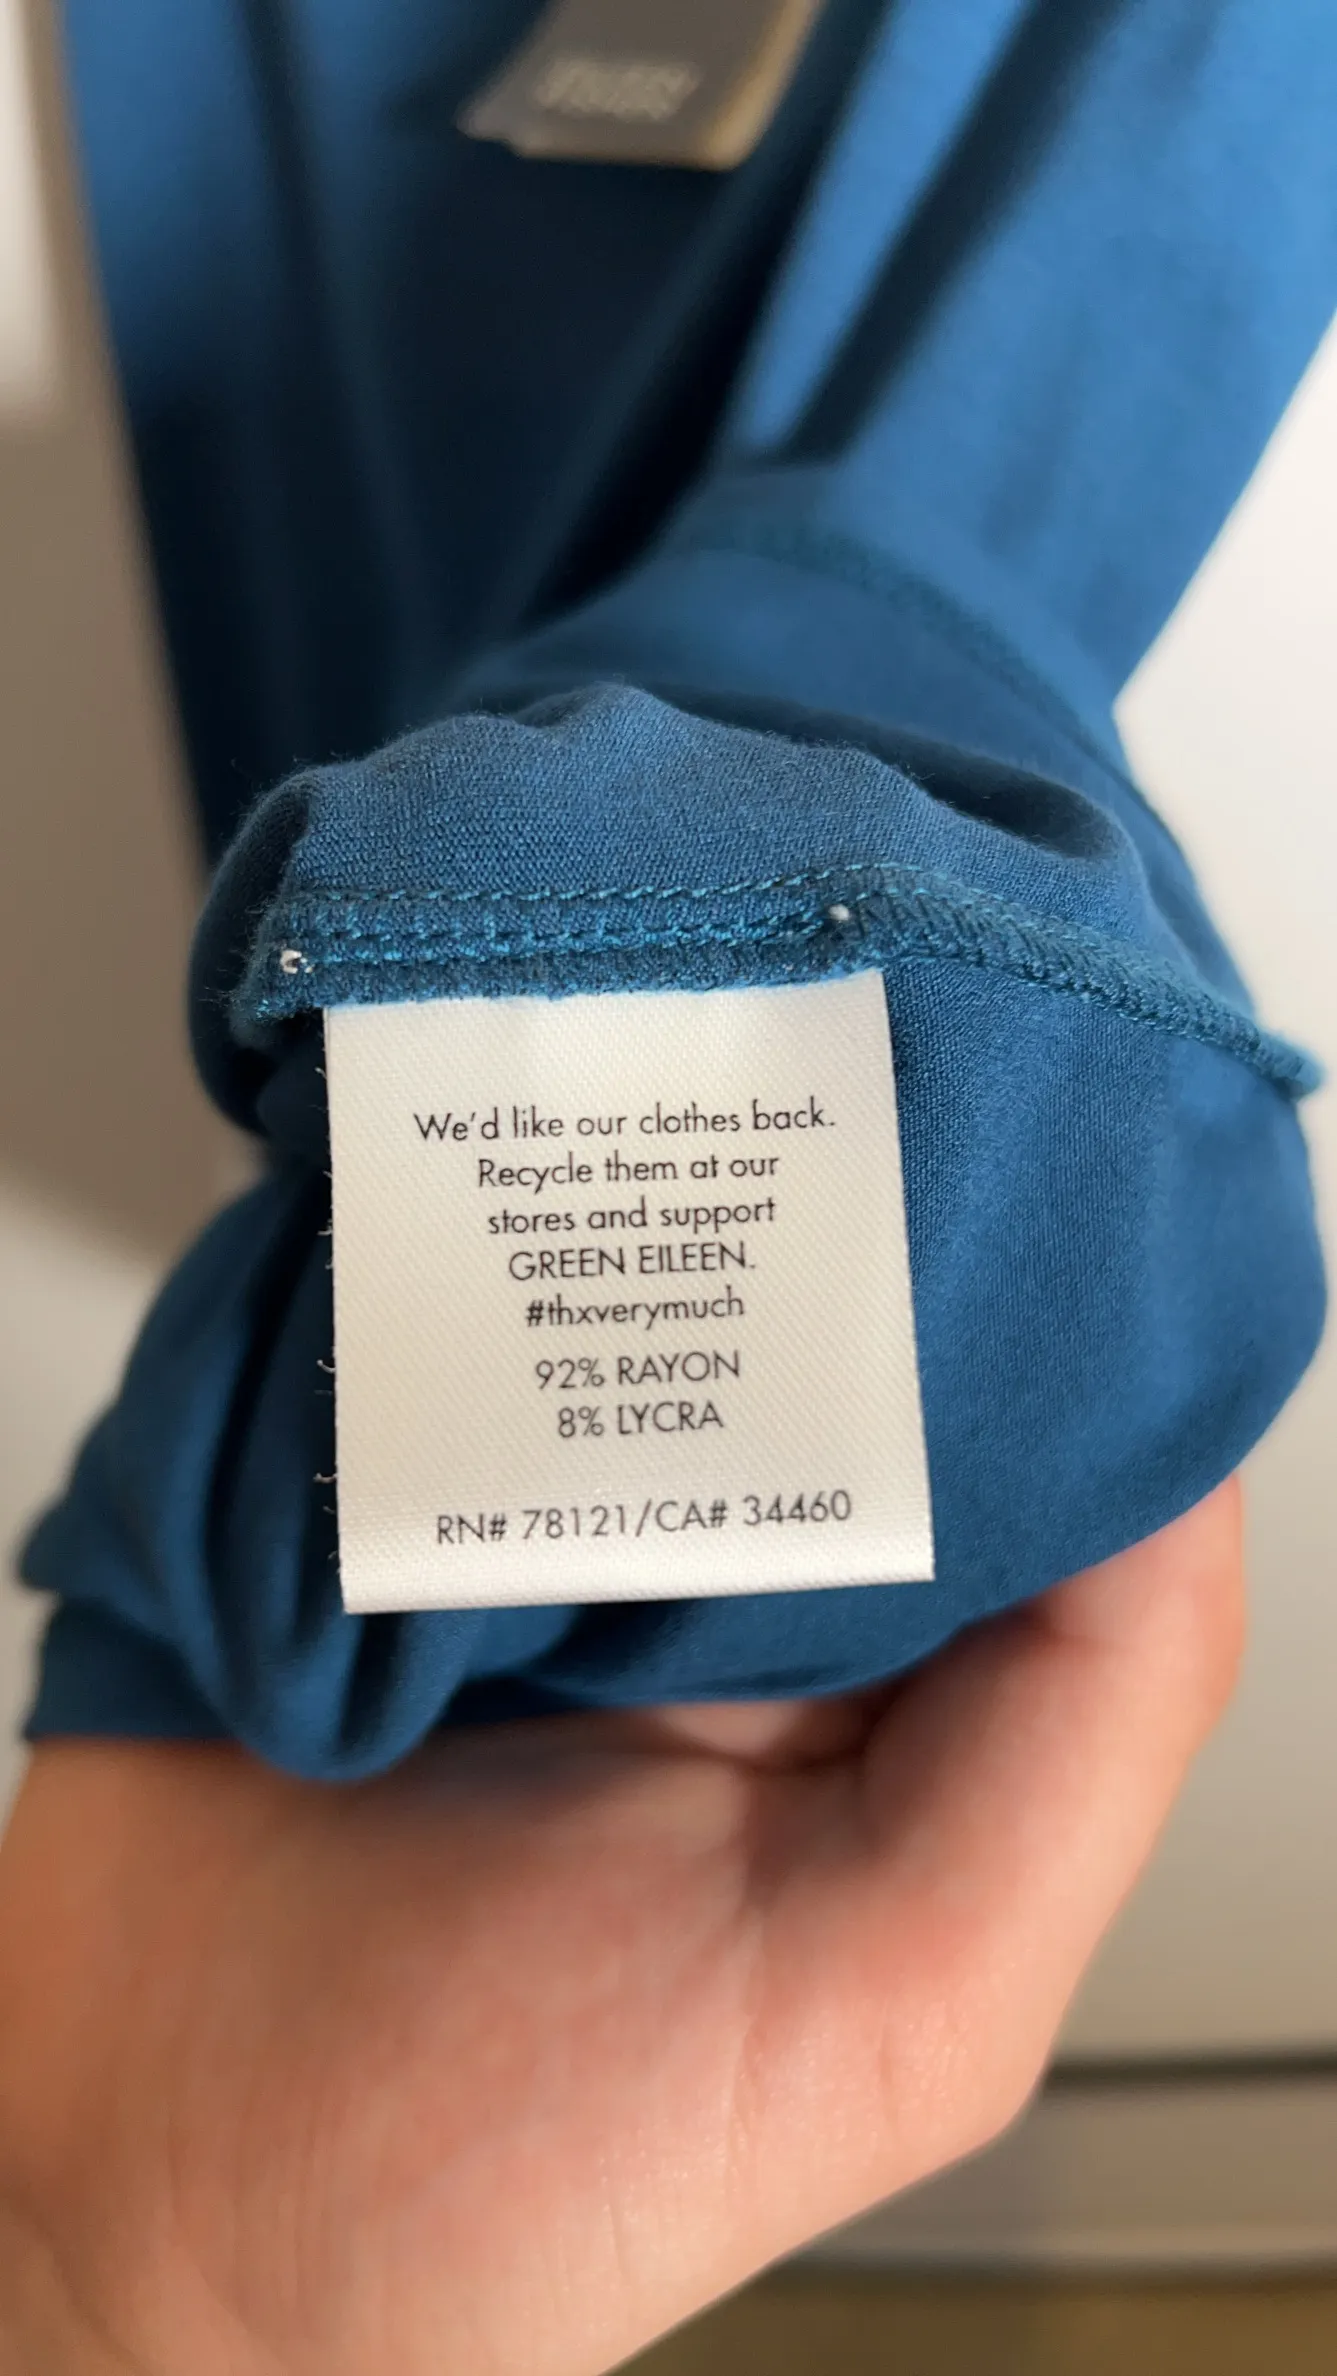 We'd like our clothes back.
Recycle them at our
stores and support
GREEN EILEEN.
#thxverymuch
92% RAYON
8% LYCRA
RN# 78121/CA# 34460